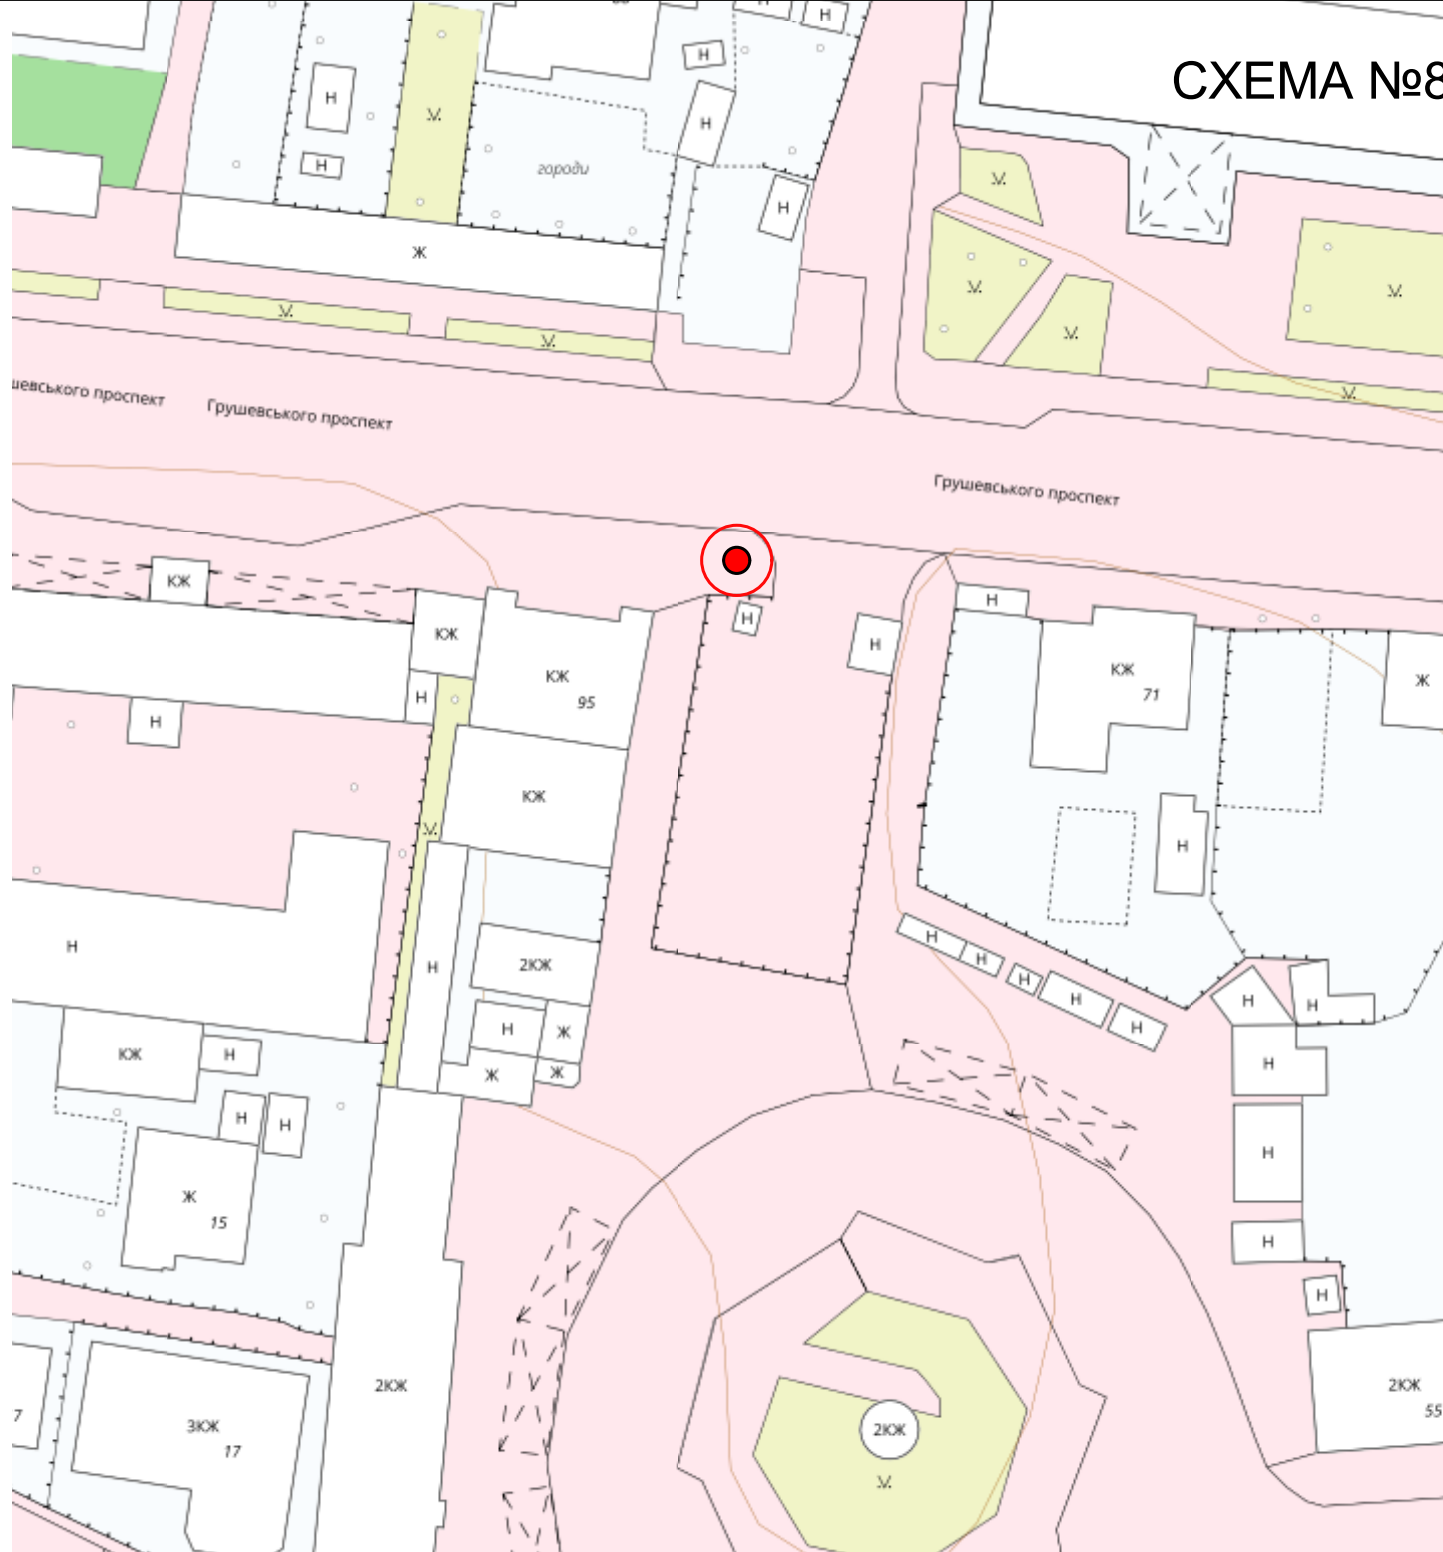 Н
Н
СХЕМА №8
Н
Н
Н
городи
Н
Н
Ж
шевського проспект
Грушевського проспект
Грушевського проспект
КЖ
Н
Н
КЖ
Н
КЖ
95
КЖ
71
Ж
Н
Н
КЖ
Н
Н
Н
Н
2КЖ
Н
Н
Н
Н
Н
Н
Н
Н
Ж
КЖ
Н
Н
Ж
Ж
Н
Н
Н
Н
Ж
15
Н
Н
2КЖ
2КЖ
55
7
3КЖ
17
2КЖ